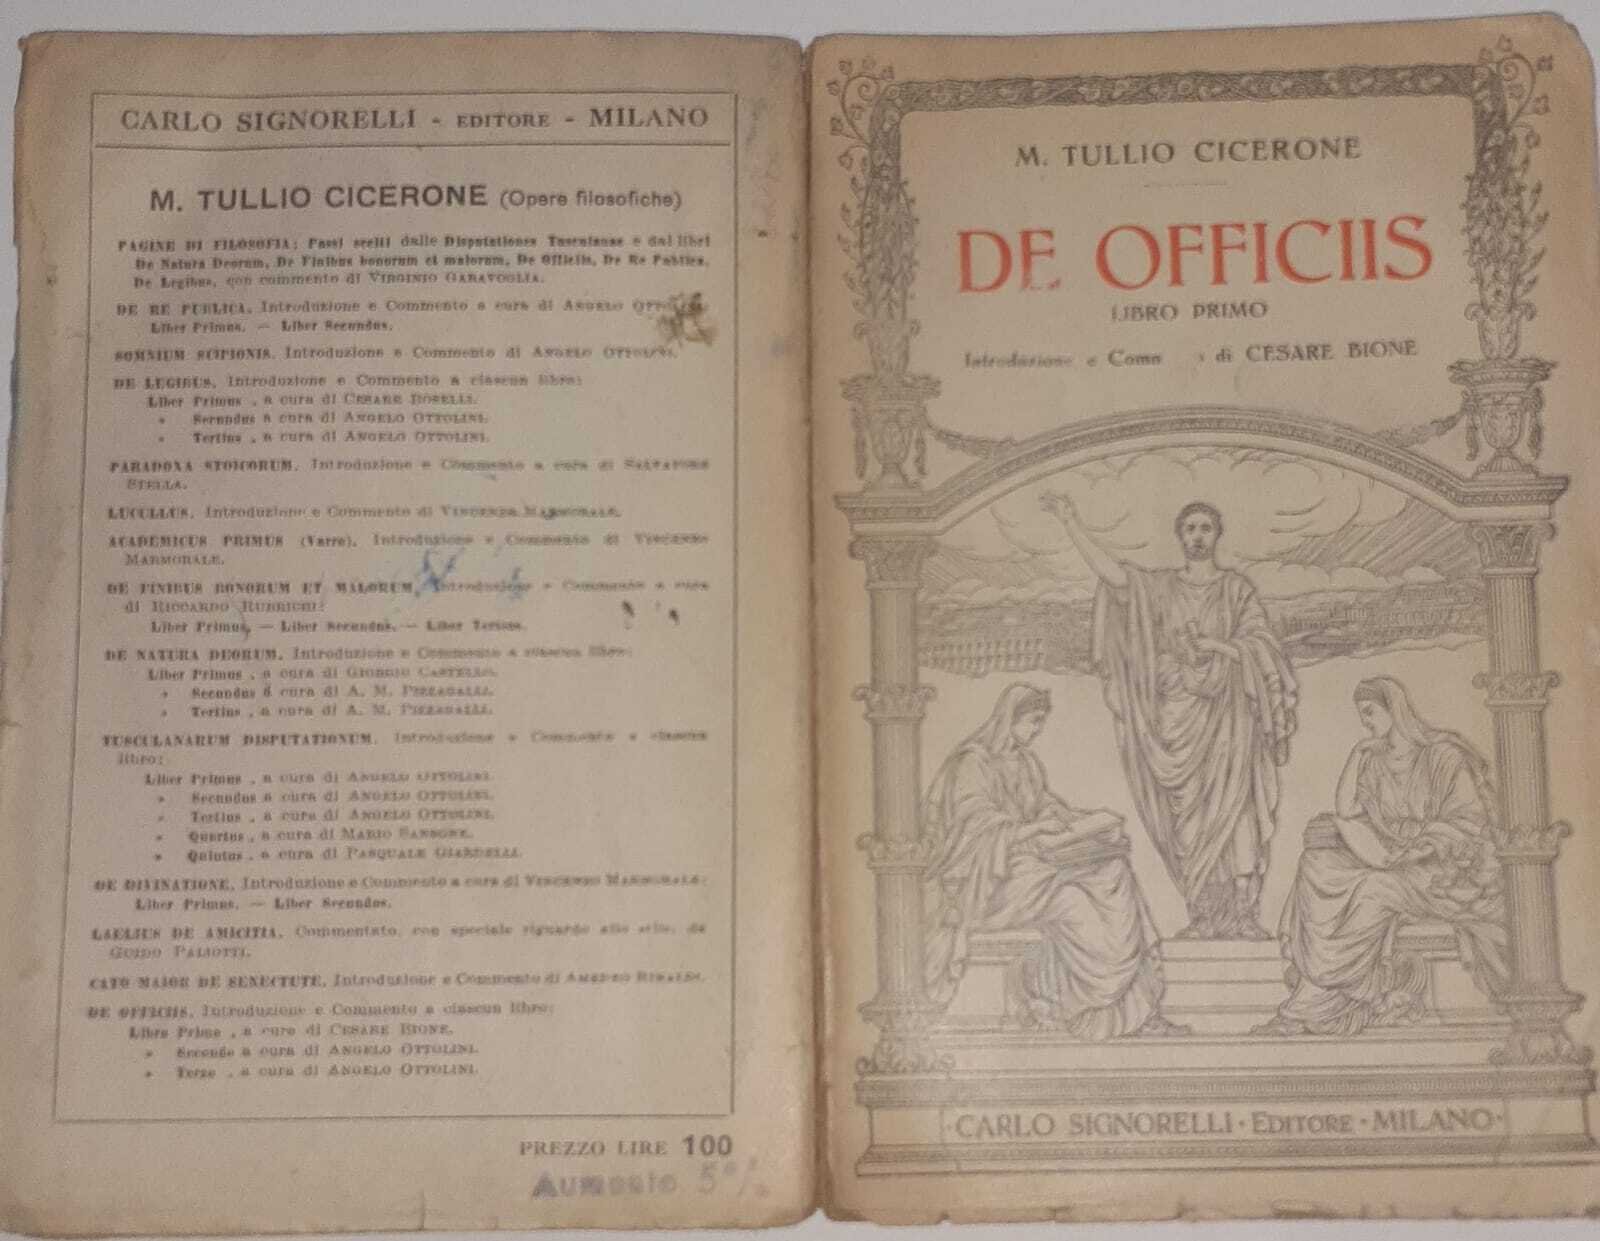 CARLO SIGNORELLI - EDITORE - MILANO
M. TULLIO CICERONE (Opere filosofiche)
PAGINE DI FILOSOFIA: Passi scelti dalle Disputationes Tusculanae e dai libri
De Natura Deorum, De Finibus bonorum et malorum, De Officiis, De Re Publica,
De Legibus, con commento di VIRGINIO GARAVOGLIA.
DE RE PUBLICA. Introduzione e Commento a cura di ANGELO OTTOLINI.
Liber Primus. — Liber Secundus.
SOMNIUM SCIPIONIS. Introduzione e Commento di ANGELO OTTOLINI.
DE LEGIBUS. Introduzione e Commento a ciascun libro:
Liber Primus, a cura di CESARE BORELLI.
» Secundus a cura di ANGELO OTTOLINI.
» Tertius, a cura di ANGELO OTTOLINI.
PARADOXA STOICORUM. Introduzione e Commento a cura di SALVATORE
STELLA.
LUCULLUS. Introduzione e Commento di VINCENZO MARMORALE.
ACADEMICUS PRIMUS (Varro). Introduzione e Commento di VINCENZO
MARMORALE.
DE FINIBUS BONORUM ET MALORUM. Introduzione e Commento a cura
di RICCARDO RUBRICHI:
Liber Primus, — Liber Secundus. — Liber Tertius.
DE NATURA DEORUM. Introduzione e Commento a ciascun libro:
Liber Primus, a cura di GIORGIO CASTELLO.
» Secundus a cura di A. M. PIZZAGALLI.
» Tertius, a cura di A. M. PIZZAGALLI.
TUSCULANARUM DISPUTATIONUM. Introduzione e Commento a ciascun
libro:
Liber Primus, a cura di ANGELO OTTOLINI.
» Secundus a cura di ANGELO OTTOLINI.
» Tertius, a cura di ANGELO OTTOLINI.
» Quartus, a cura di MARIO SANSONE.
» Quintus, a cura di PASQUALE GIARDELLI.
DE DIVINATIONE. Introduzione e Commento a cura di VINCENZO MARMORALE:
Liber Primus. — Liber Secundus.
LAELIUS DE AMICITIA. Commentato, con speciale riguardo allo stile, da
GUIDO PALIOTTI.
CATO MAIOR DE SENECTUTE. Introduzione e Commento di AMEDEO
DE OFFICIIS. Introduzione e Commento a ciascun libro:
Libro Primo, a cura di CESARE BIONE.
» Secondo a cura di ANGELO OTTOLINI.
» Terzo, a cura di ANGELO OTTOLINI.
PREZZO LIRE 100
Aumento 5%
M. TULLIO CICERONE
DE OFFICIIS
LIBRO PRIMO
Introduzione e Comm di CESARE BIONE
·CARLO SIGNORELLI·EDITORE·MILANO·